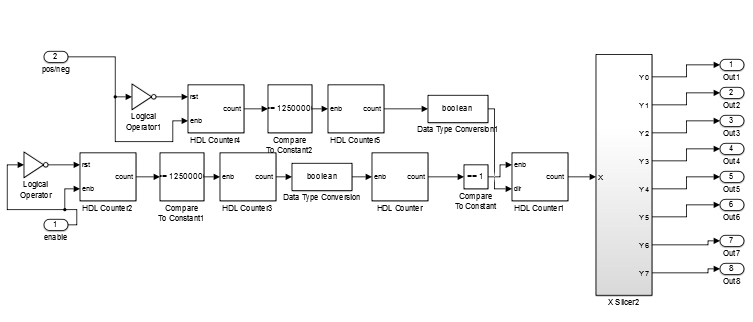 2
pos/neg
Logical
Operator1
rst
enb
count
HDL Counter4
== 1250000
Compare
To Constant2
enb
count
HDL Counter5
boolean
Data Type Conversion1
Logical
Operator
rst
enb
count
HDL Counter2
1
enable
== 1250000
Compare
To Constant1
enb
count
HDL Counter3
boolean
Data Type Conversion
enb
count
HDL Counter
== 1
Compare
To Constant
enb
dir
count
HDL Counter1
X
Y0
Y1
Y2
Y3
Y4
Y5
Y6
Y7
X Slicer2
1
Out1
2
Out2
3
Out3
4
Out4
5
Out5
6
Out6
7
Out7
8
Out8